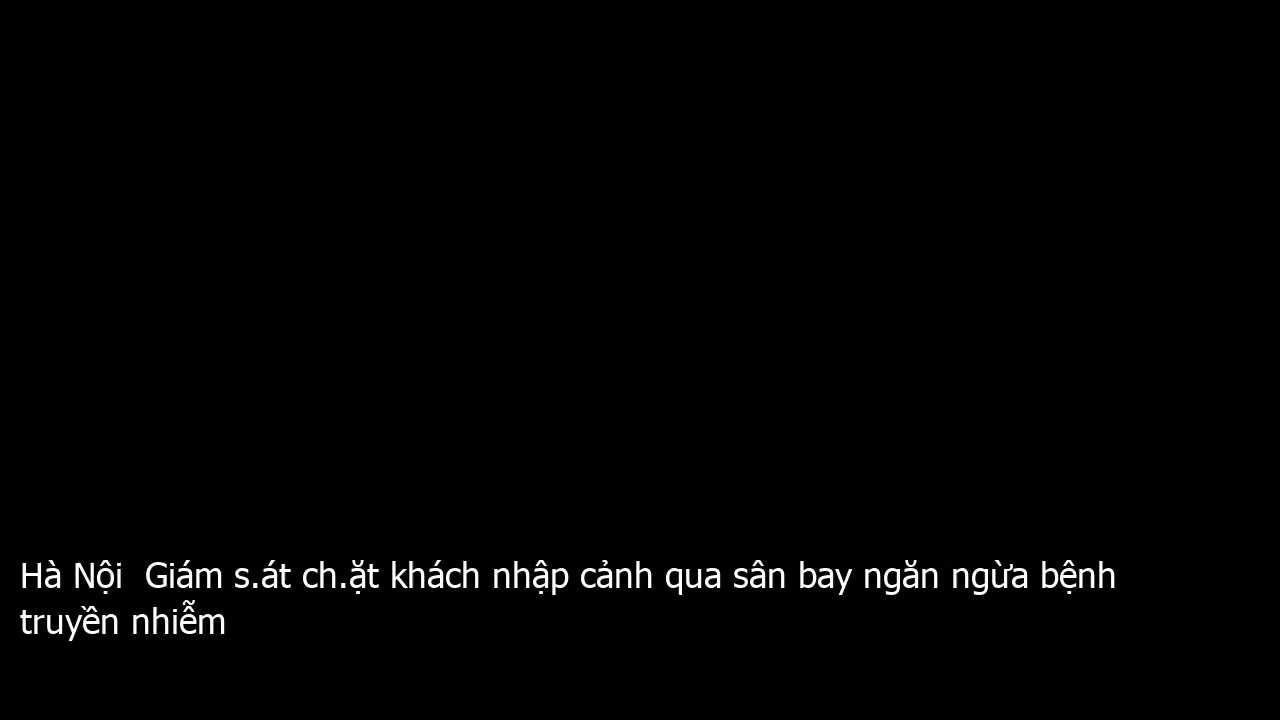 Hà Nội  Giám s.át ch.ặt khách nhập cảnh qua sân bay ngăn ngừa bệnh
truyền nhiễm